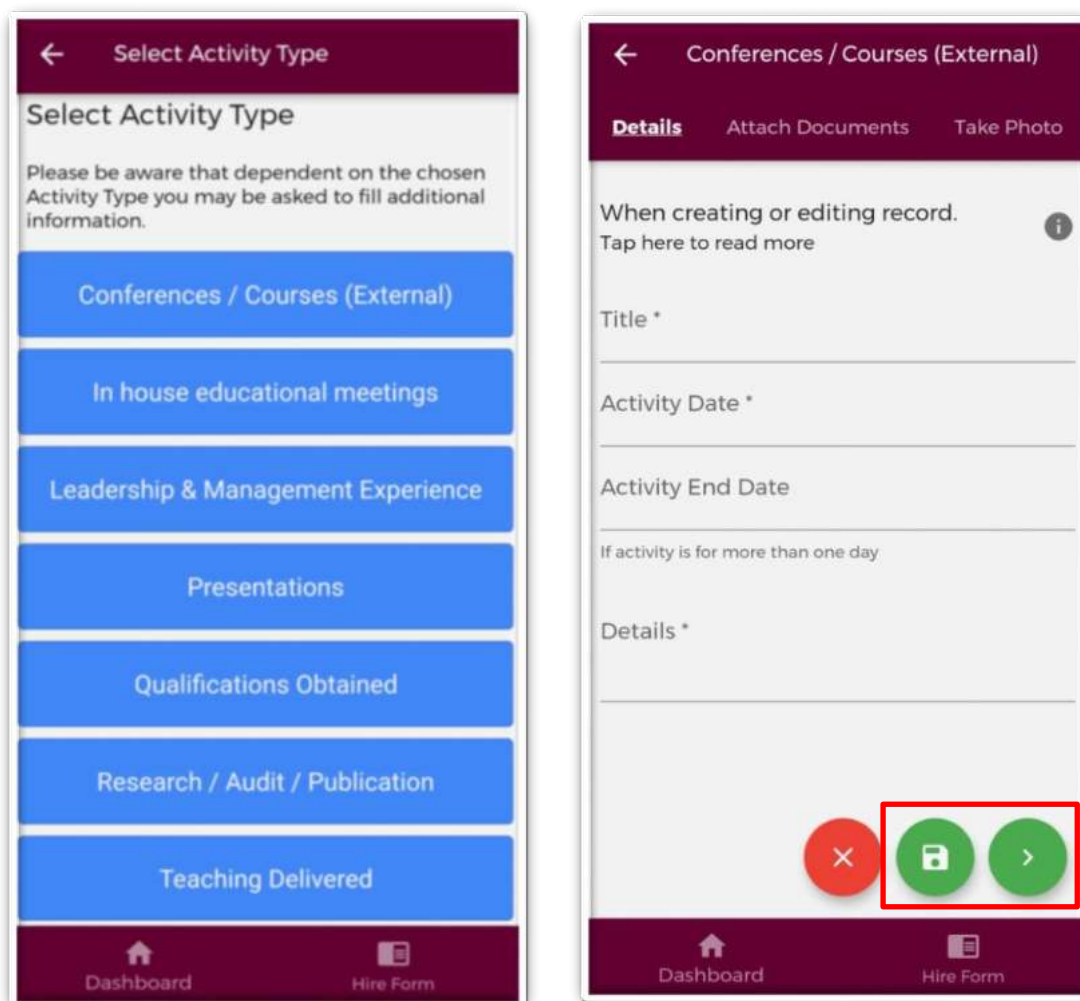 Select Activity Type
Select Activity Type
Please be aware that dependent on the chosen
Activity Type you may be asked to fill additional
information.
Conferences / Courses (External)
In house educational meetings
Leadership & Management Experience
Presentations
Qualifications Obtained
Research / Audit / Publication
Teaching Delivered
Dashboard
Hire Form
Conferences / Courses (External)
Details
Attach Documents
Take Photo
When creating or editing record.
Tap here to read more
Title *
Activity Date *
Activity End Date
If activity is for more than one day
Details *
Dashboard
Hire Form